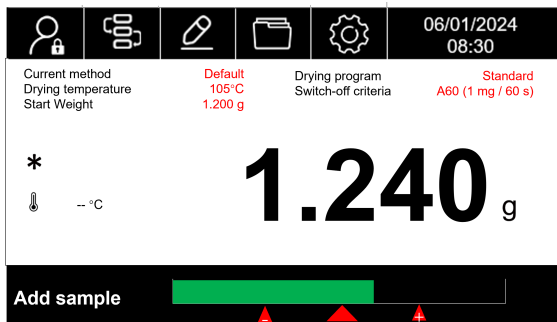 06/01/2024
08:30
Current method Default
Drying temperature 105°C
Start Weight 1.200 g
Drying program Standard
Switch-off criteria A60 (1 mg / 60 s)
*
1.240 g
-- °C
Add sample
- +